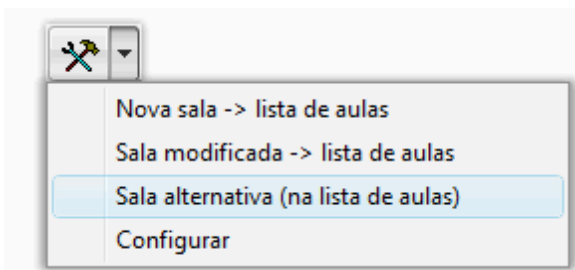 Nova sala -> lista de aulas
Sala modificada -> lista de aulas
Sala alternativa (na lista de aulas)
Configurar